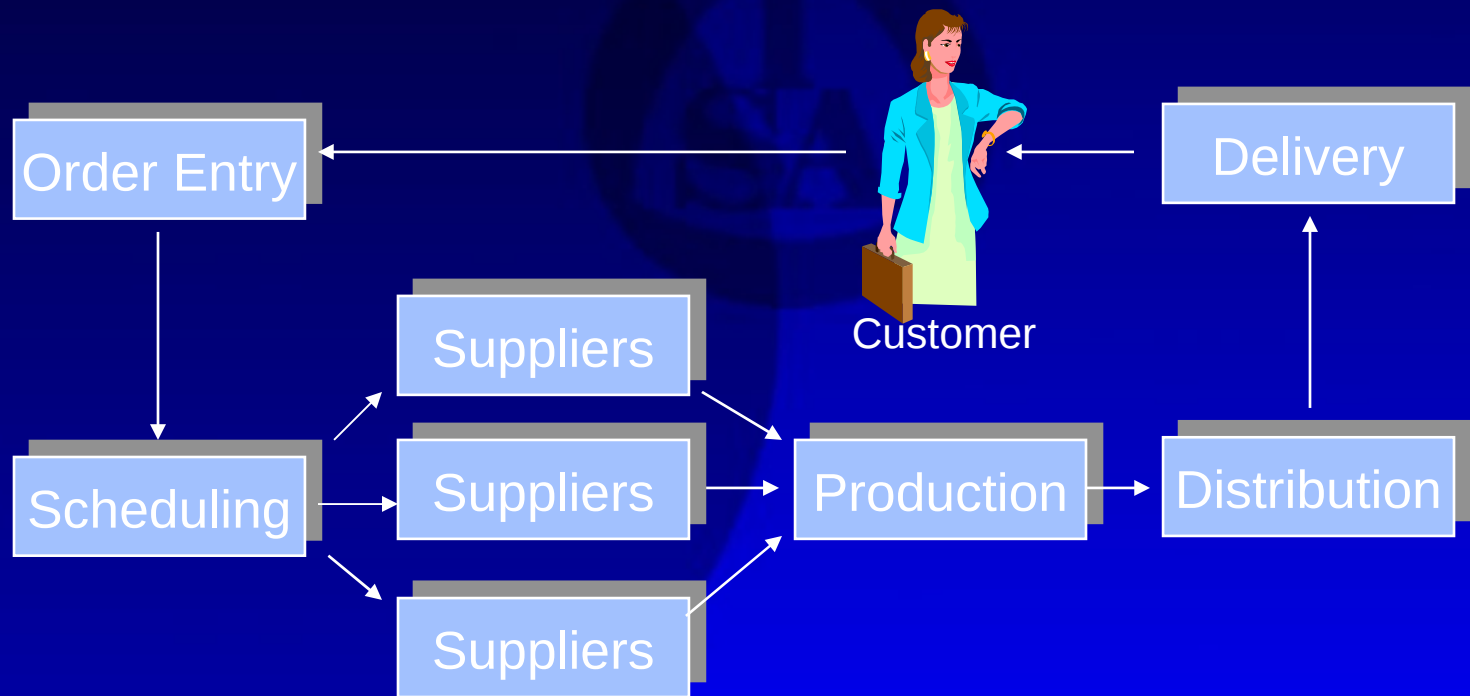 Order Entry
Delivery
Customer
Suppliers
Scheduling
Suppliers
Production
Distribution
Suppliers